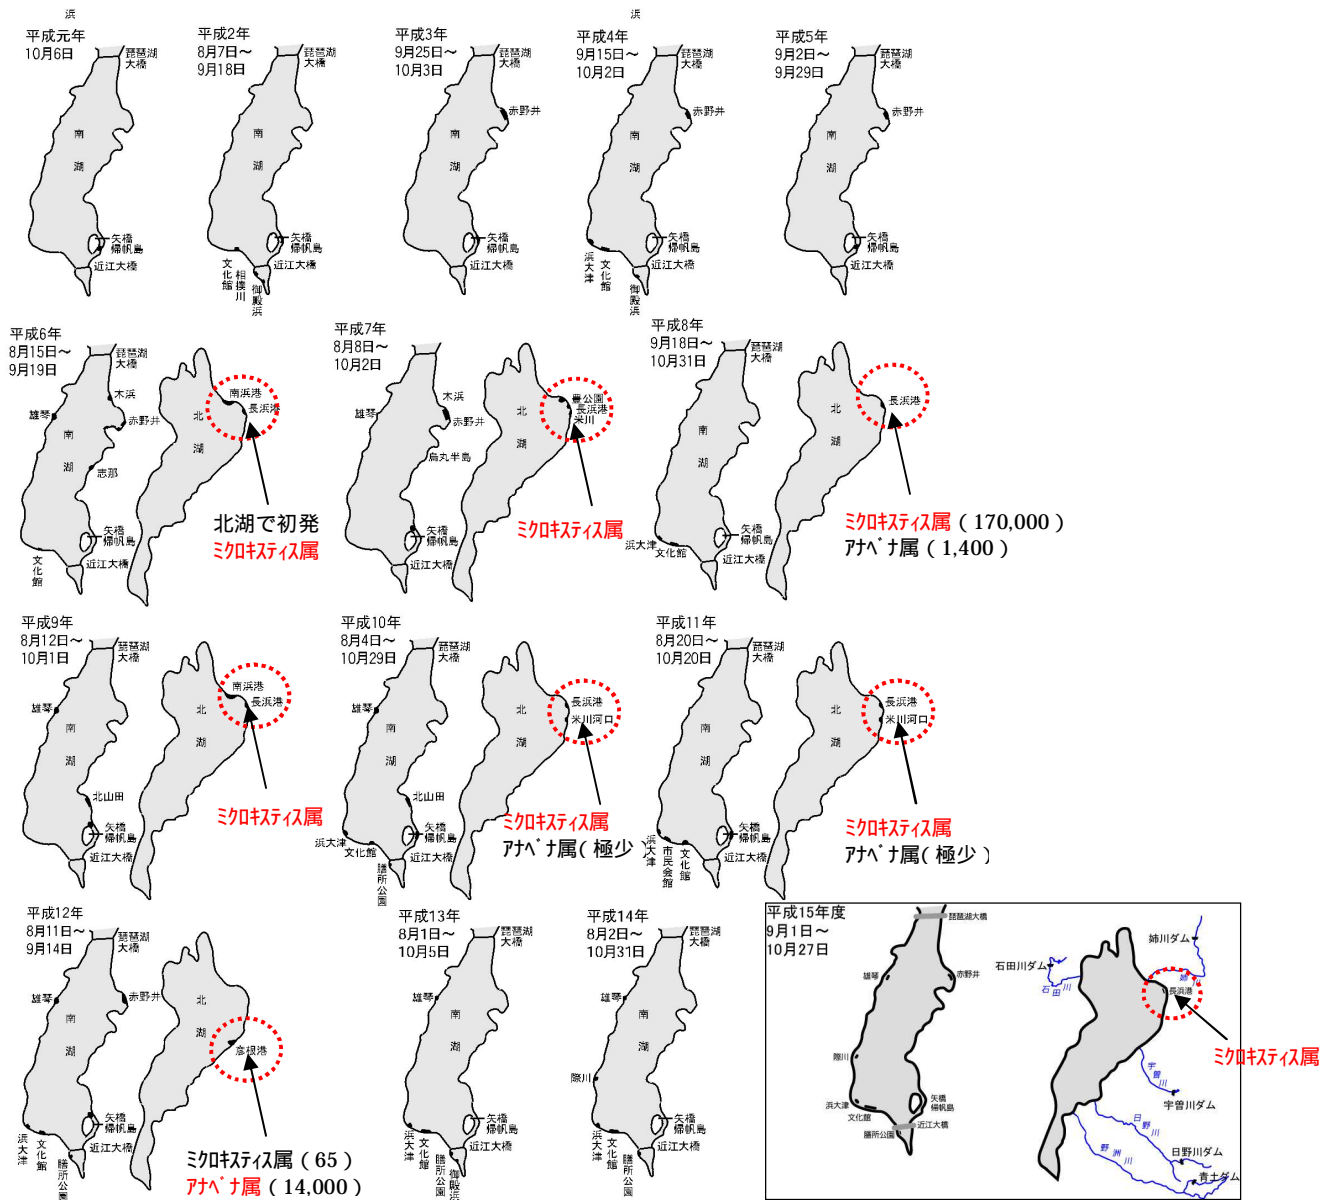 浜
浜
平成元年
10月6日
琵琶湖
大橋
南
湖
矢橋
帰帆島
近江大橋
平成2年
8月7日～
9月18日
琵琶湖
大橋
南
湖
矢橋
帰帆島
近江大橋
文化館
相撲川
御殿浜
平成3年
9月25日～
10月3日
琵琶湖
大橋
赤野井
南
湖
矢橋
帰帆島
近江大橋
平成4年
9月15日～
10月2日
琵琶湖
大橋
赤野井
南
湖
矢橋
帰帆島
近江大橋
浜大津
文化館
御殿浜
平成5年
9月2日～
9月29日
琵琶湖
大橋
赤野井
南
湖
矢橋
帰帆島
近江大橋
平成6年
8月15日～
9月19日
琵琶湖
大橋
木浜
雄琴
赤野井
南
湖
志那
矢橋
帰帆島
近江大橋
文化館
南浜港
長浜港
北
湖
北湖で初発
ミクロキスティス属
平成7年
8月8日～
10月2日
琵琶湖
大橋
木浜
雄琴
赤野井
南
湖
烏丸半島
矢橋
帰帆島
近江大橋
豊公園
長浜港
米川
北
湖
ミクロキスティス属
平成8年
9月18日～
10月31日
琵琶湖
大橋
南
湖
矢橋
帰帆島
浜大津
文化館
近江大橋
長浜港
北
湖
ミクロキスティス属（170,000）
アナベナ属（1,400）
平成9年
8月12日～
10月1日
琵琶湖
大橋
雄琴
南
湖
北山田
矢橋
帰帆島
近江大橋
南浜港
長浜港
北
湖
ミクロキスティス属
平成10年
8月4日～
10月29日
琵琶湖
大橋
雄琴
南
湖
北山田
矢橋
帰帆島
浜大津
文化館
近江大橋
膳所公園
長浜港
米川河口
北
湖
ミクロキスティス属
アナベナ属（極少）
平成11年
8月20日～
10月20日
琵琶湖
大橋
南
湖
矢橋
帰帆島
近江大橋
浜大津
市民会館
文化館
長浜港
米川河口
北
湖
ミクロキスティス属
アナベナ属（極少）
平成12年
8月11日～
9月14日
琵琶湖
大橋
雄琴
赤野井
南
湖
矢橋
帰帆島
近江大橋
浜大津
文化館
膳所公園
北
湖
彦根港
ミクロキスティス属（65）
アナベナ属（14,000）
平成13年
8月1日～
10月5日
琵琶湖
大橋
雄琴
南
湖
矢橋
帰帆島
近江大橋
浜大津
文化館
膳所公園
御殿浜
平成14年
8月2日～
10月31日
琵琶湖
大橋
雄琴
南
湖
際川
矢橋
帰帆島
近江大橋
浜大津
文化館
膳所公園
平成15年度
9月1日～
10月27日
琵琶湖大橋
雄琴
赤野井
際川
浜大津
文化館
矢橋
帰帆島
近江大橋
膳所公園
姉川ダム
石田川ダム
石田川
姉川
長浜港
ミクロキスティス属
宇曽川
宇曽川ダム
日野川
野洲川
日野川ダム
青土ダム